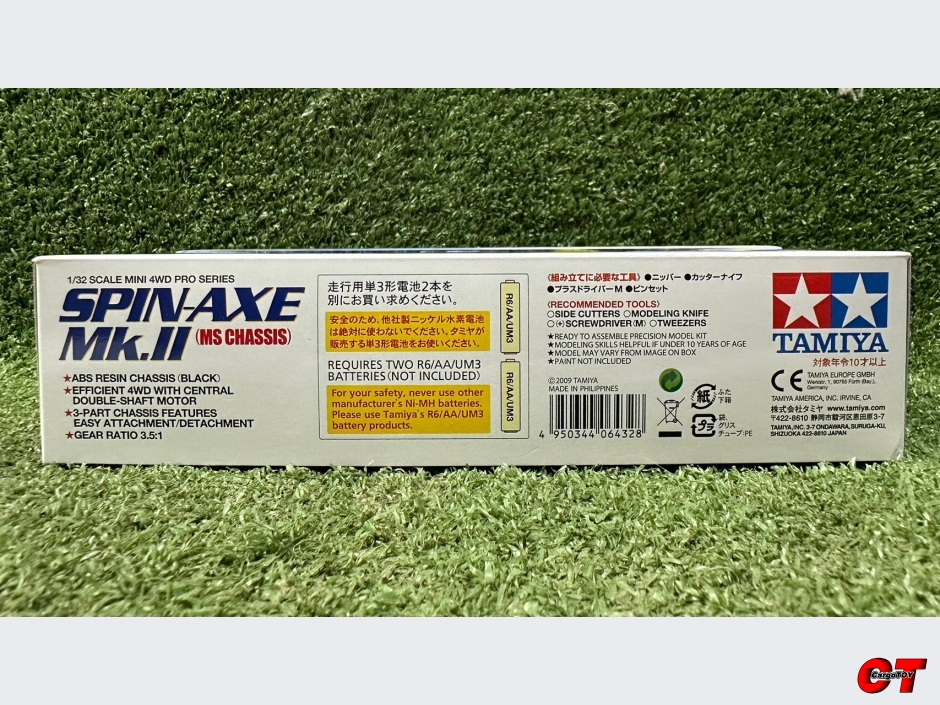 1/32 SCALE MINI 4WD PRO SERIES
SPIN-AXE
Mk.II (MS CHASSIS)
★ABS RESIN CHASSIS (BLACK)
★EFFICIENT 4WD WITH CENTRAL
DOUBLE-SHAFT MOTOR
★3-PART CHASSIS FEATURES
EASY ATTACHMENT/DETACHMENT
★GEAR RATIO 3.5:1
走行用単3形電池2本を
別にお買い求めください。
安全のため、他社製ニッケル水素電池
は絶対に使わないでください。タミヤが
販売する単3形電池をお使いください。
R6/AA/UM3
REQUIRES TWO R6/AA/UM3
BATTERIES (NOT INCLUDED)
For your safety, never use other
manufacturer's Ni-MH batteries.
Please use Tamiya's R6/AA/UM3
battery products.
R6/AA/UM3
《組み立てに必要な工具》 ●ニッパー ●カッターナイフ
●プラスドライバーM ●ピンセット
《RECOMMENDED TOOLS》
○SIDE CUTTERS ○MODELING KNIFE
○(+)SCREWDRIVER (M) ○TWEEZERS
★READY TO ASSEMBLE PRECISION MODEL KIT
★MODELING SKILLS HELPFUL IF UNDER 10 YEARS OF AGE
★MODEL MAY VARY FROM IMAGE ON BOX
★PAINT NOT INCLUDED
©2009 TAMIYA
MADE IN PHILIPPINES
4 950344 064328
紙
ふた
下箱
プラ
袋、
グリス
チューブ:PE
TAMIYA
対象年令10才以上
CE
TAMIYA EUROPE GMBH
Werkstr. 1, 90765 Fürth (Bay.),
Germany
TAMIYA AMERICA, INC. IRVINE, CA
株式会社タミヤ www.tamiya.com
〒422-8610 静岡市駿河区恩田原3-7
TAMIYA, INC. 3-7 ONDAWARA, SURUGA-KU,
SHIZUOKA 422-8610 JAPAN
CT
CargoTOY